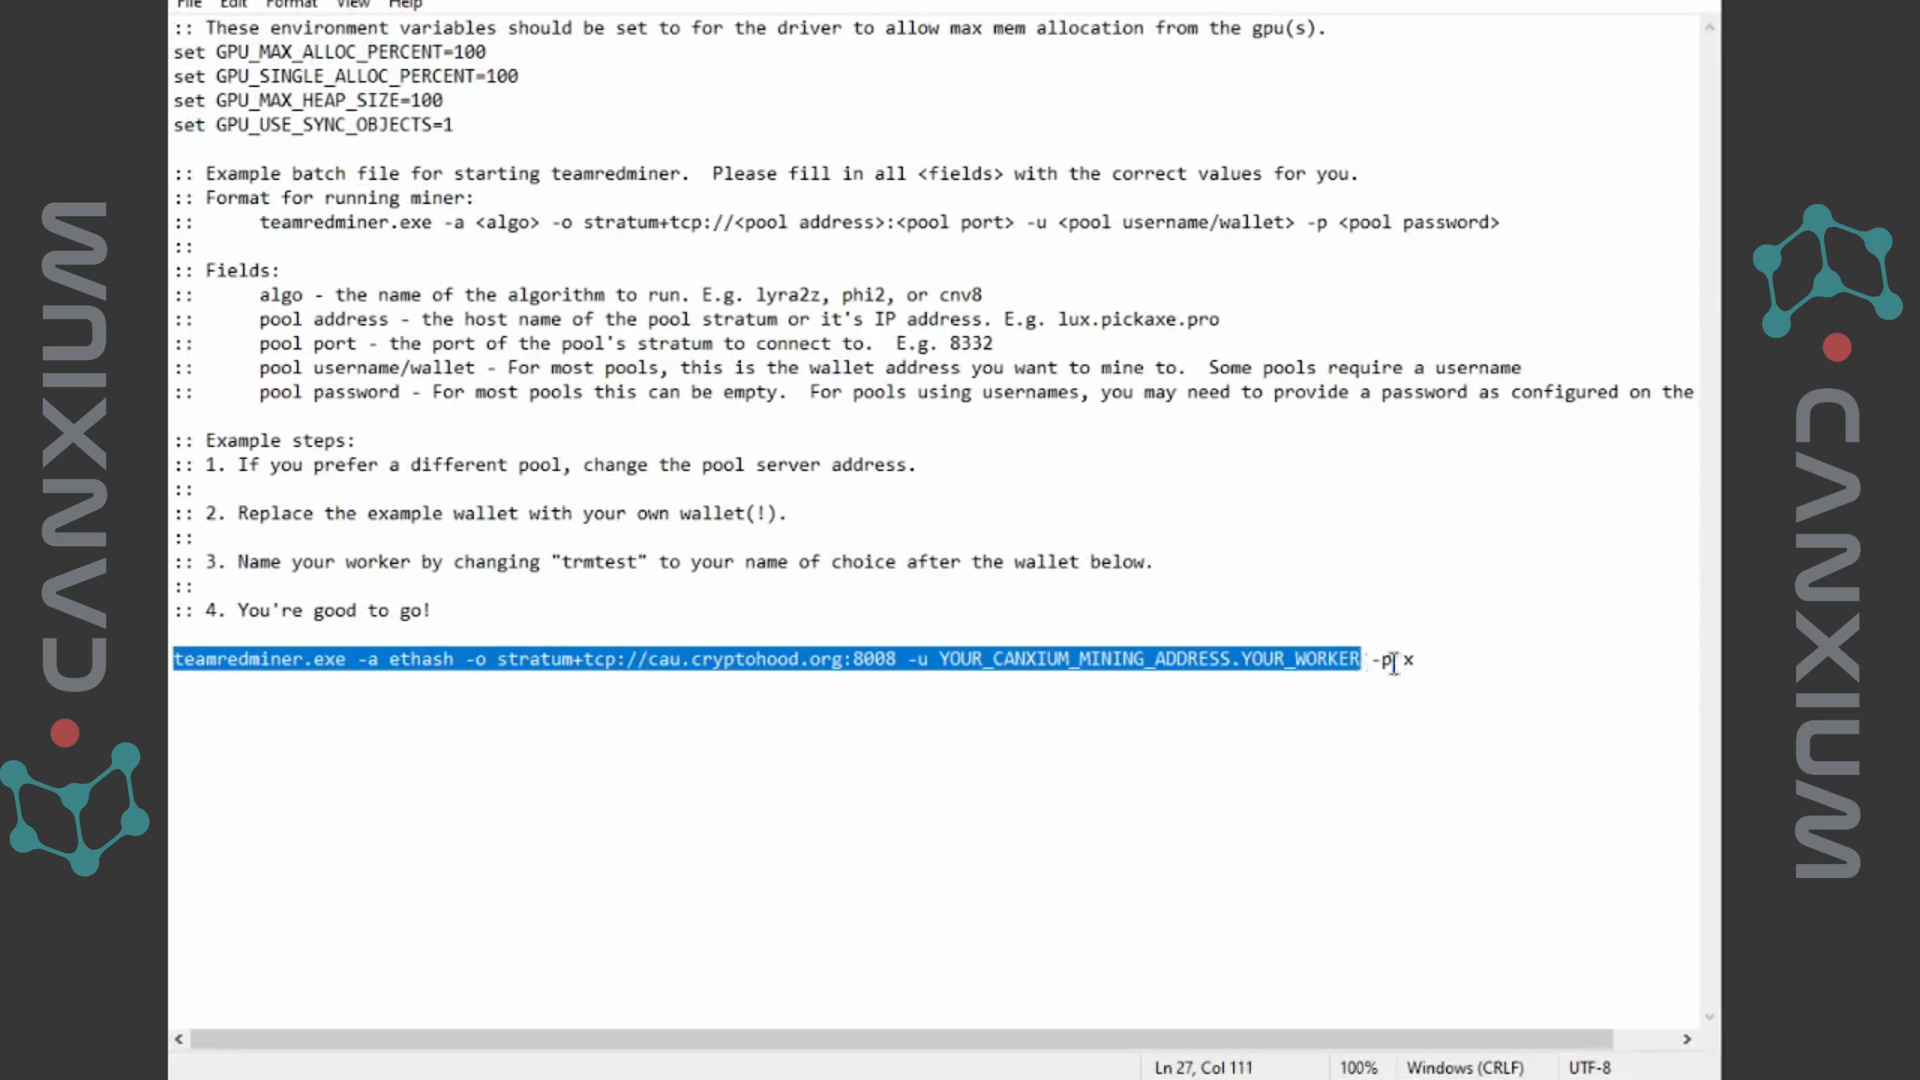 File Edit Format View Help
:: These environment variables should be set to for the driver to allow max mem allocation from the gpu(s).
set GPU_MAX_ALLOC_PERCENT=100
set GPU_SINGLE_ALLOC_PERCENT=100
set GPU_MAX_HEAP_SIZE=100
set GPU_USE_SYNC_OBJECTS=1
:: Example batch file for starting teamredminer.  Please fill in all <fields> with the correct values for you.
:: Format for running miner:
::      teamredminer.exe -a <algo> -o stratum+tcp://<pool address>:<pool port> -u <pool username/wallet> -p <pool password>
::
:: Fields:
::      algo - the name of the algorithm to run. E.g. lyra2z, phi2, or cnv8
::      pool address - the host name of the pool stratum or it's IP address. E.g. lux.pickaxe.pro
::      pool port - the port of the pool's stratum to connect to.  E.g. 8332
::      pool username/wallet - For most pools, this is the wallet address you want to mine to.  Some pools require a username
::      pool password - For most pools this can be empty.  For pools using usernames, you may need to provide a password as configured on the
:: Example steps:
:: 1. If you prefer a different pool, change the pool server address.
::
:: 2. Replace the example wallet with your own wallet(!).
::
:: 3. Name your worker by changing "trmtest" to your name of choice after the wallet below.
::
:: 4. You're good to go!
teamredminer.exe -a ethash -o stratum+tcp://cau.cryptohood.org:8008 -u YOUR_CANXIUM_MINING_ADDRESS.YOUR_WORKER -p x
Ln 27, Col 111
100%
Windows (CRLF)
UTF-8
CANXIUM
CANXIUM